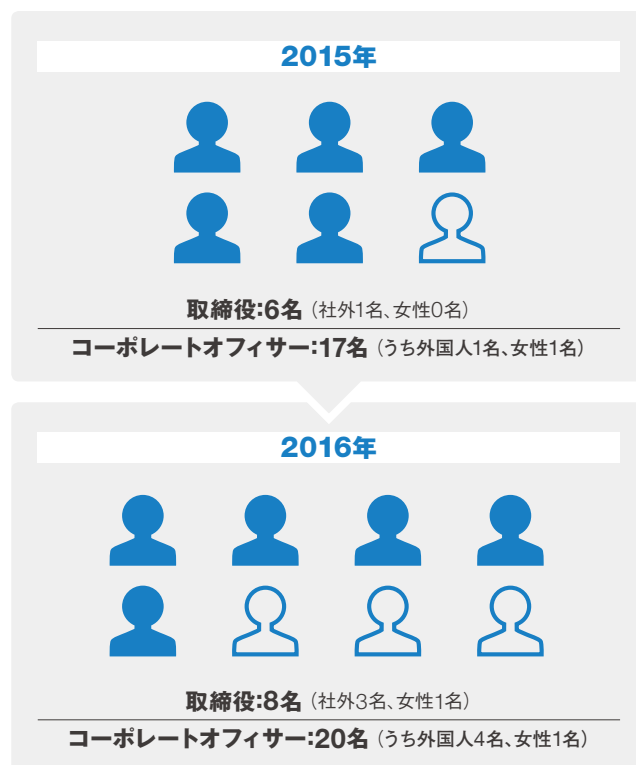 2015年
取締役:6名（社外1名、女性0名）
コーポレートオフィサー:17名（うち外国人1名、女性1名）
2016年
取締役:8名（社外3名、女性1名）
コーポレートオフィサー:20名（うち外国人4名、女性1名）